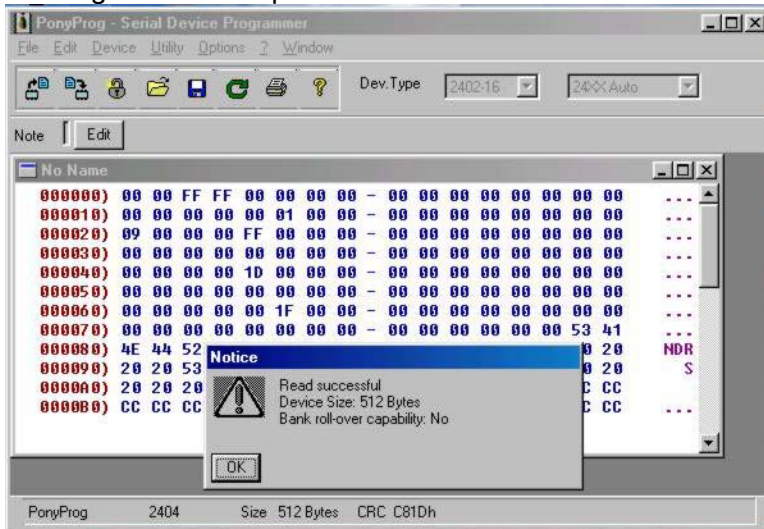 PonyProg - Serial Device Programmer
File Edit Device Utility Options ? Window
Dev.Type 2402-16 24XX Auto
Note Edit
No Name
000000) 00 00 FF FF 00 00 00 00 - 00 00 00 00 00 00 00 00 ...
000010) 00 00 00 00 00 01 00 00 - 00 00 00 00 00 00 00 00 ...
000020) 09 00 00 00 FF 00 00 00 - 00 00 00 00 00 00 00 00 ...
000030) 00 00 00 00 00 00 00 00 - 00 00 00 00 00 00 00 00 ...
000040) 00 00 00 00 1D 00 00 00 - 00 00 00 00 00 00 00 00 ...
000050) 00 00 00 00 00 00 00 00 - 00 00 00 00 00 00 00 00 ...
000060) 00 00 00 00 00 1F 00 00 - 00 00 00 00 00 00 00 00 ...
000070) 00 00 00 00 00 00 00 00 - 00 00 00 00 00 00 53 41 ...
000080) 4E 44 52 20 NDR
000090) 20 20 53 20 S
0000A0) 20 20 20 CC
0000B0) CC CC CC CC ...
Notice
Read successful
Device Size: 512 Bytes
Bank roll-over capability: No
OK
PonyProg 2404 Size 512 Bytes CRC C81Dh